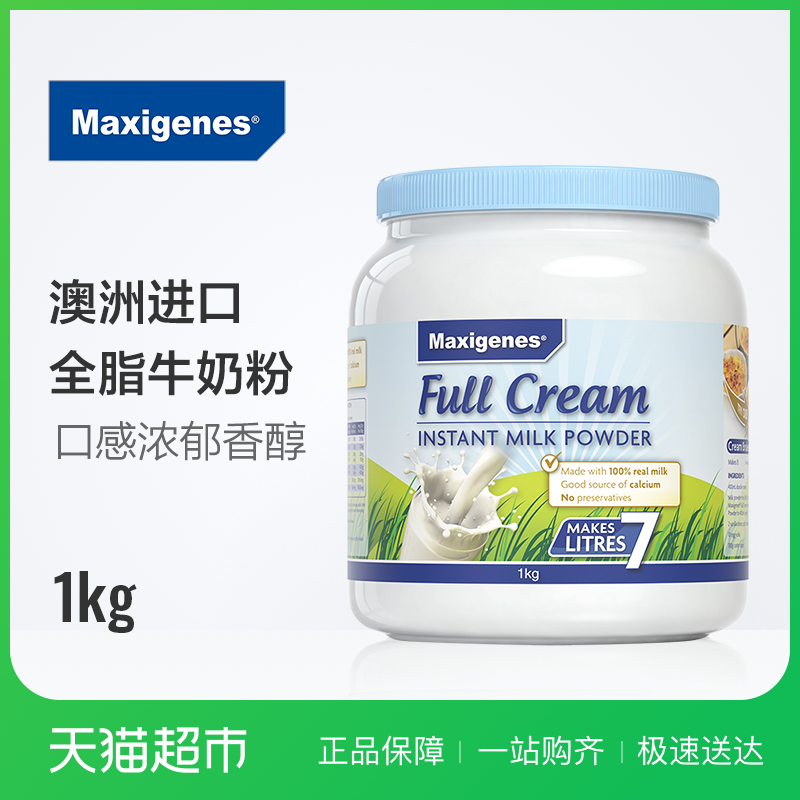 Maxigenes®
澳洲进口
全脂牛奶粉
口感浓郁香醇
1kg
Maxigenes®
Full Cream
INSTANT MILK POWDER
Made with 100% real milk
Good source of calcium
No preservatives
MAKES
7
LITRES
1kg
INGREDIENTS
天猫超市
正品保障 | 一站购齐 | 极速送达